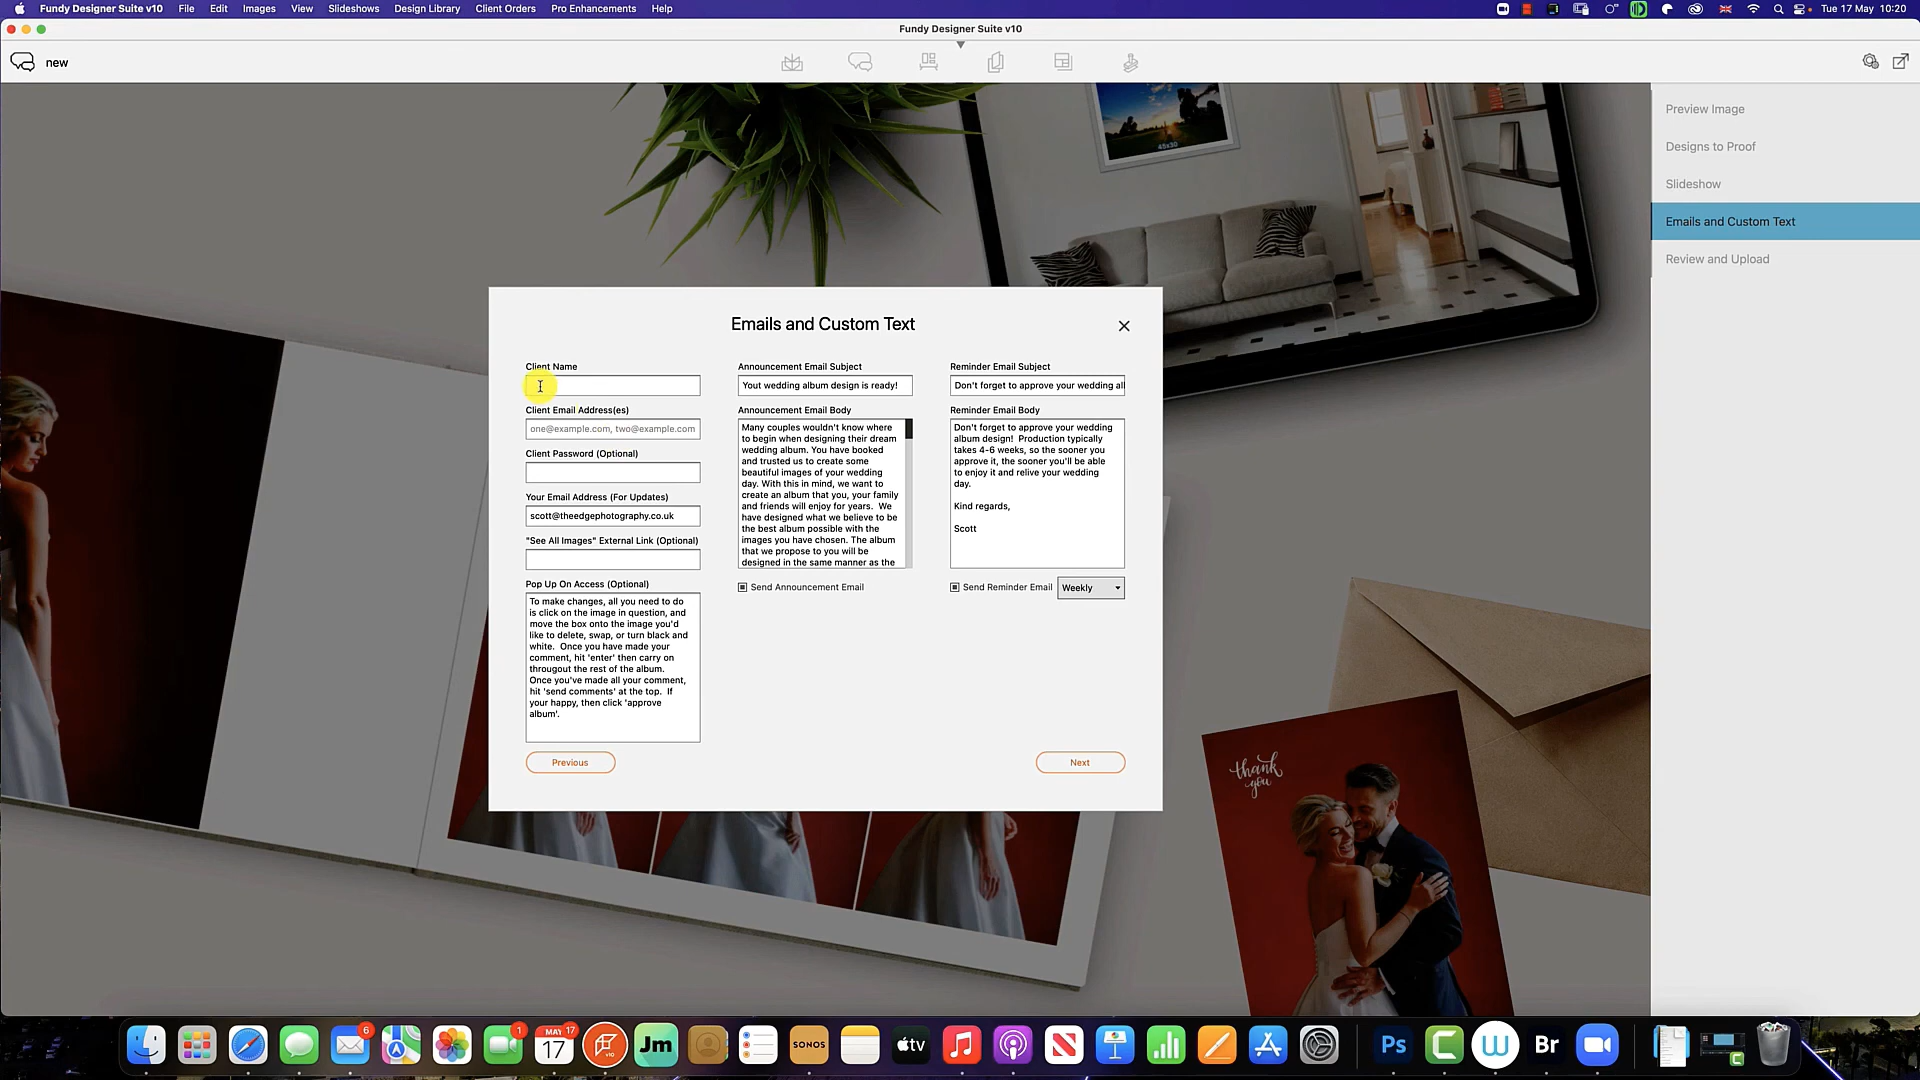 Fundy Designer Suite v10 File Edit Images View Slideshows Design Library Client Orders Pro Enhancements Help Tue 17 May 10:20
Fundy Designer Suite v10
new
Preview Image
Designs to Proof
Slideshow
Emails and Custom Text
Review and Upload
45x30
Emails and Custom Text
Client Name
Client Email Address(es)
one@example.com, two@example.com
Client Password (Optional)
Your Email Address (For Updates)
scott@theedgephotography.co.uk
"See All Images" External Link (Optional)
Pop Up On Access (Optional)
To make changes, all you need to do
is click on the image in question, and
move the box onto the image you'd
like to delete, swap, or turn black and
white. Once you have made your
comment, hit 'enter' then carry on
througout the rest of the album.
Once you've made all your comment,
hit 'send comments' at the top. If
your happy, then click 'approve
album'.
Announcement Email Subject
Yout wedding album design is ready!
Announcement Email Body
Many couples wouldn't know where
to begin when designing their dream
wedding album. You have booked
and trusted us to create some
beautiful images of your wedding
day. With this in mind, we want to
create an album that you, your family
and friends will enjoy for years. We
have designed what we believe to be
the best album possible with the
images you have chosen. The album
that we propose to you will be
designed in the same manner as the
Send Announcement Email
Reminder Email Subject
Don't forget to approve your wedding all
Reminder Email Body
Don't forget to approve your wedding
album design! Production typically
takes 4-6 weeks, so the sooner you
approve it, the sooner you'll be able
to enjoy it and relive your wedding
day.
Kind regards,
Scott
Send Reminder Email Weekly
Previous
Next
thank
you
6
1
MAY 17
17
v10
Jm
SONOS
tv
Ps
Br